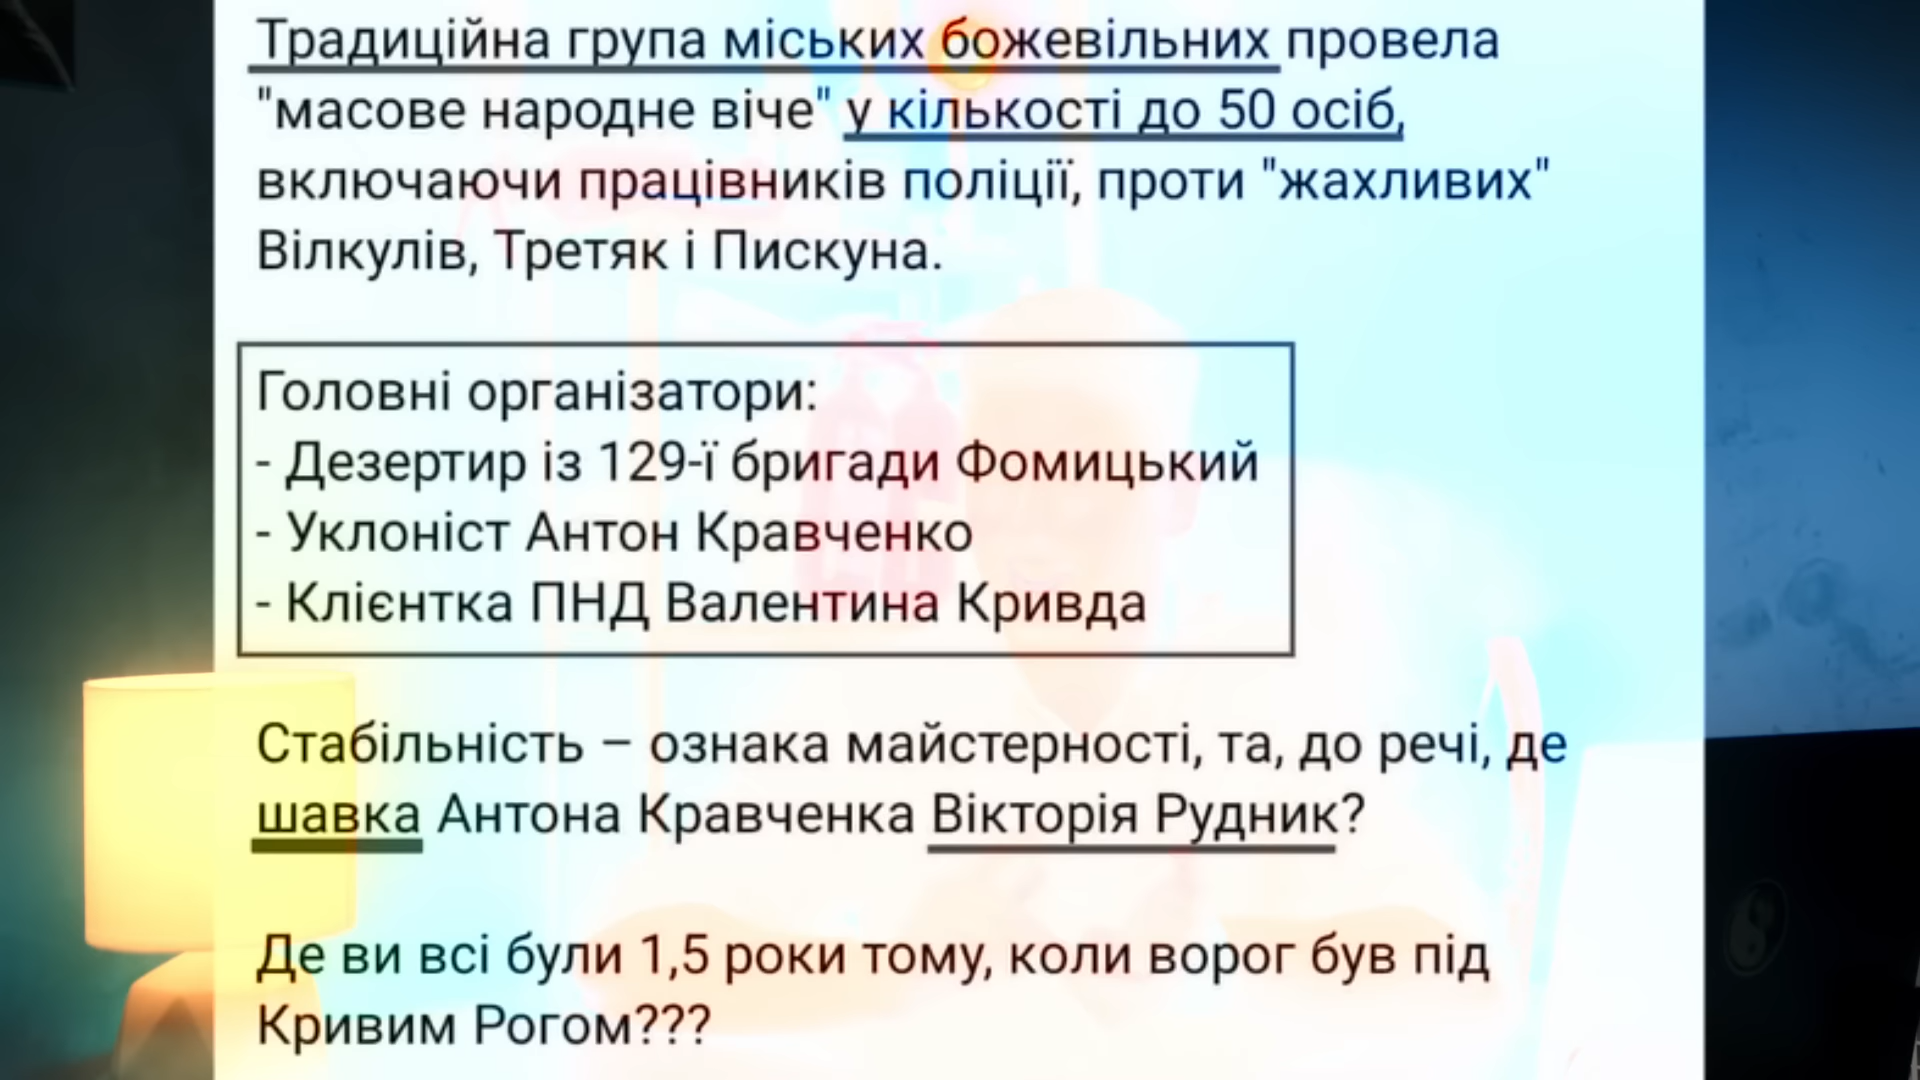 Традиційна група міських божевільних провела
"масове народне віче" у кількості до 50 осіб,
включаючи працівників поліції, проти "жахливих"
Вілкулів, Третяк і Пискуна.
Головні організатори:
- Дезертир із 129-ї бригади Фомицький
- Уклоніст Антон Кравченко
- Клієнтка ПНД Валентина Кривда
Стабільність – ознака майстерності, та, до речі, де
шавка Антона Кравченка Вікторія Рудник?
Де ви всі були 1,5 роки тому, коли ворог був під
Кривим Рогом???